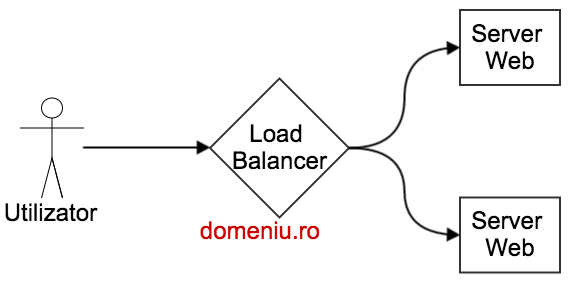 Utilizator
Load
Balancer
domeniu.ro
Server
Web
Server
Web